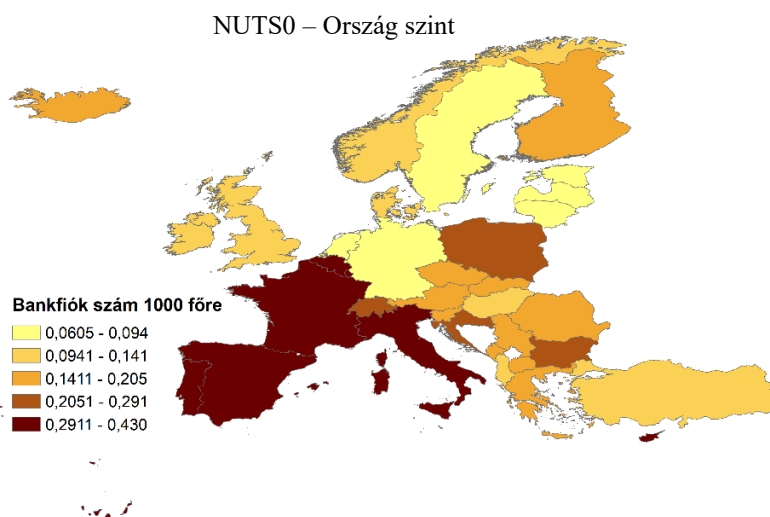 NUTS0 – Ország szint
Bankfiók szám 1000 főre
0,0605 - 0,094
0,0941 - 0,141
0,1411 - 0,205
0,2051 - 0,291
0,2911 - 0,430